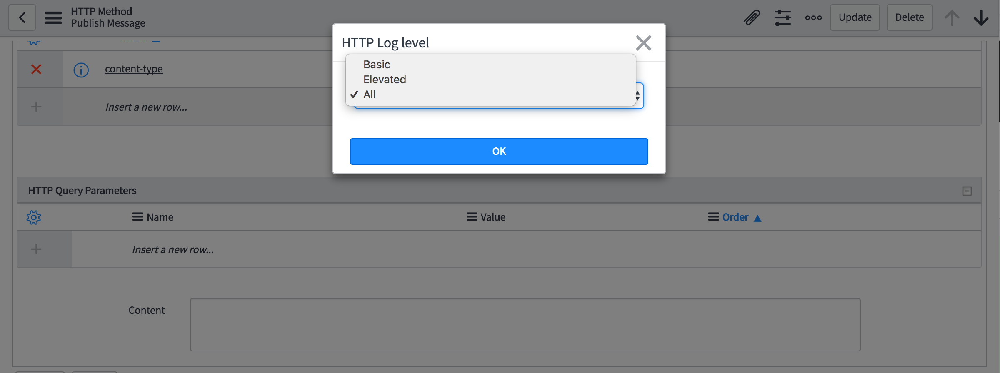 HTTP Method
Publish Message
Update
Delete
HTTP Log level
Basic
Elevated
✓ All
OK
content-type
Insert a new row...
HTTP Query Parameters
Name
Value
Order ▲
Insert a new row...
Content